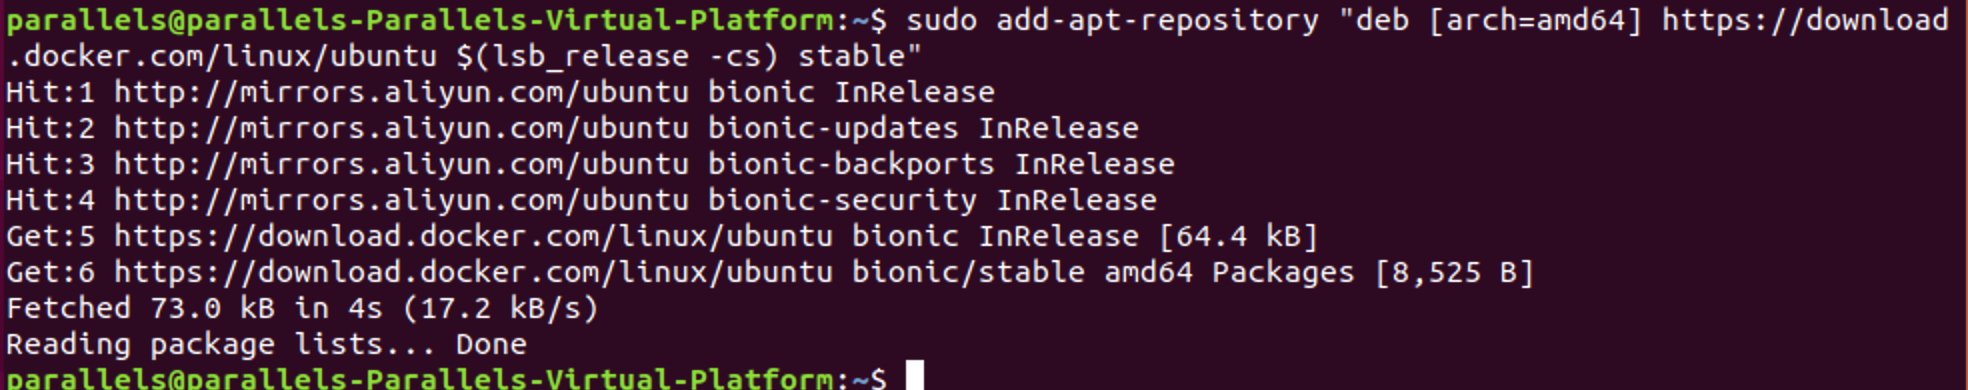 parallels@parallels-Parallels-Virtual-Platform:~$ sudo add-apt-repository "deb [arch=amd64] https://download
.docker.com/linux/ubuntu $(lsb_release -cs) stable"
Hit:1 http://mirrors.aliyun.com/ubuntu bionic InRelease
Hit:2 http://mirrors.aliyun.com/ubuntu bionic-updates InRelease
Hit:3 http://mirrors.aliyun.com/ubuntu bionic-backports InRelease
Hit:4 http://mirrors.aliyun.com/ubuntu bionic-security InRelease
Get:5 https://download.docker.com/linux/ubuntu bionic InRelease [64.4 kB]
Get:6 https://download.docker.com/linux/ubuntu bionic/stable amd64 Packages [8,525 B]
Fetched 73.0 kB in 4s (17.2 kB/s)
Reading package lists... Done
parallels@parallels-Parallels-Virtual-Platform:~$